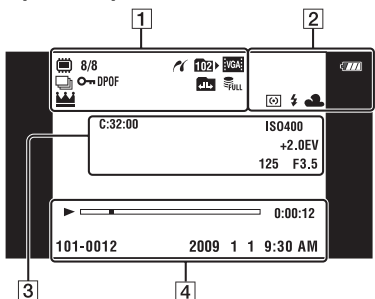 1
2
8/8
102
VGA
DPOF
FULL
C:32:00
ISO400
+2.0EV
125 F3.5
0:00:12
101-0012 2009 1 1 9:30 AM
3
4